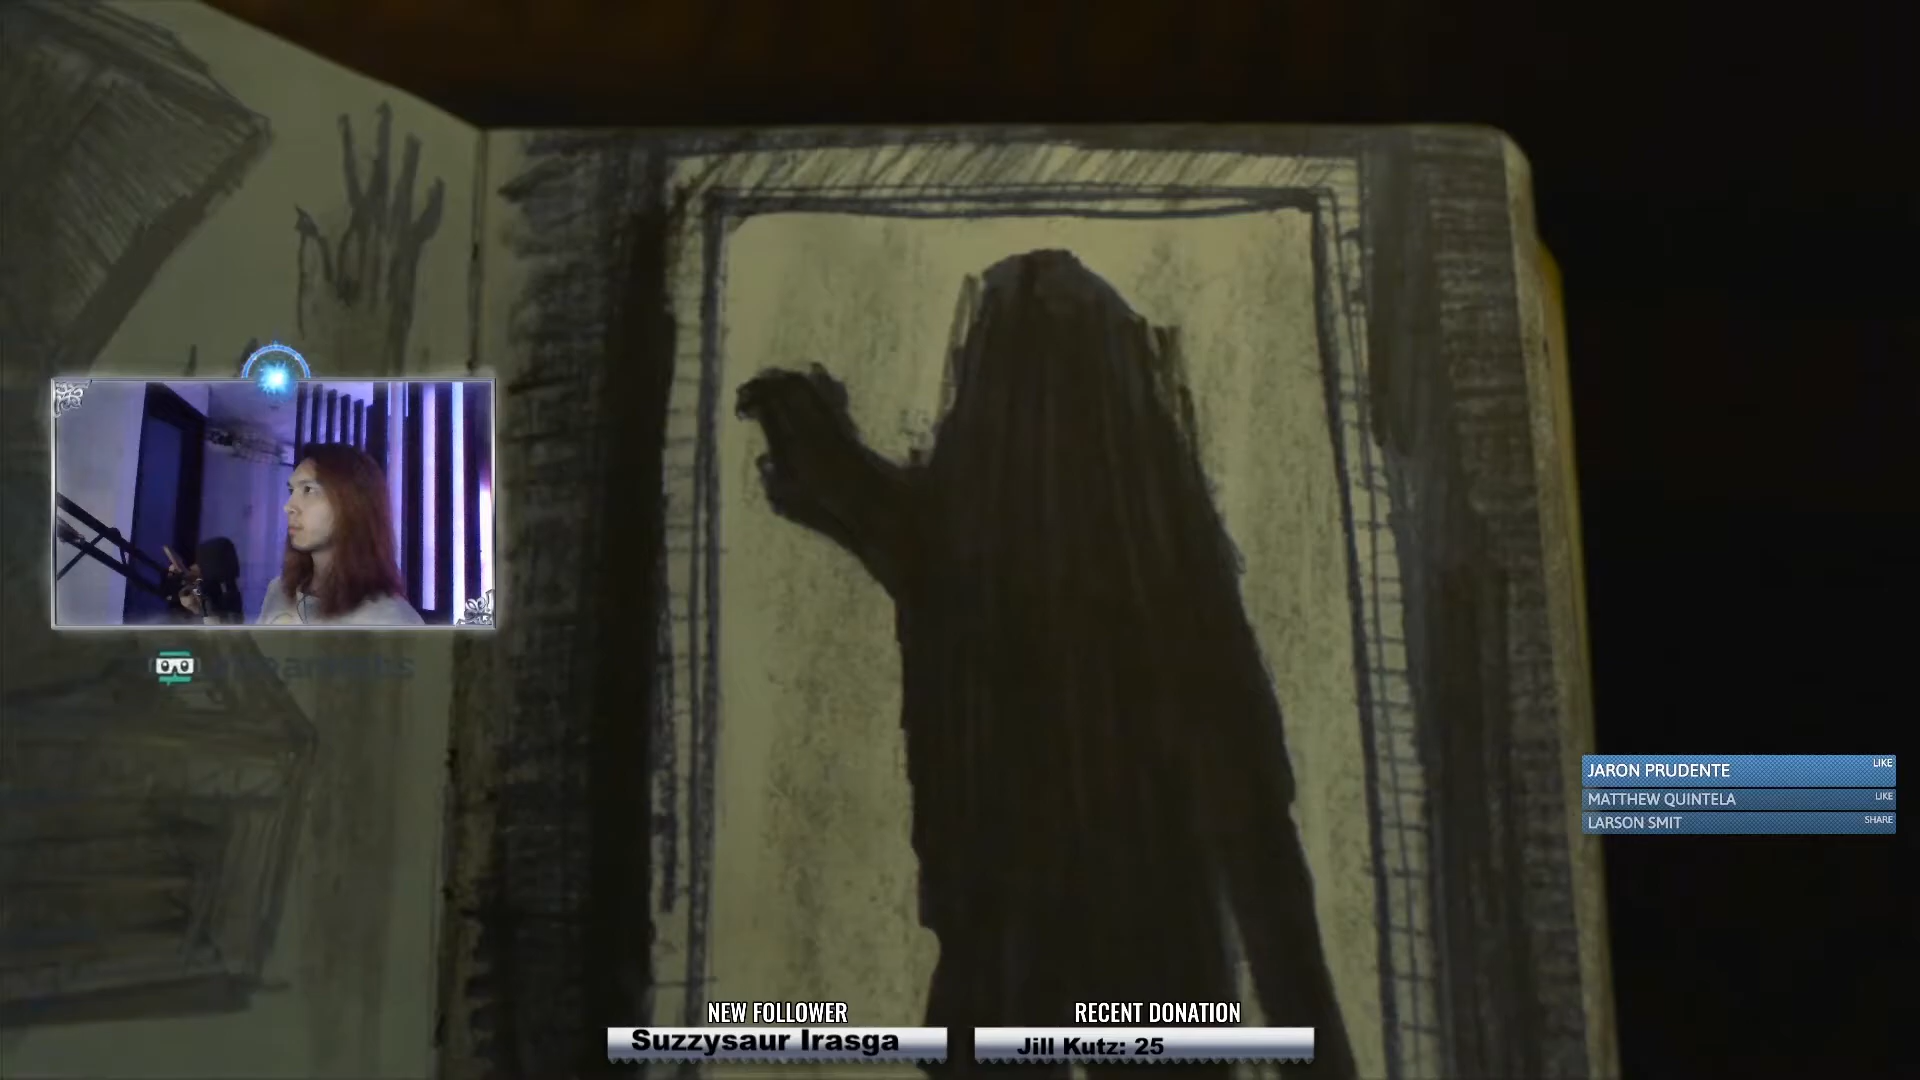 JARON PRUDENTE LIKE
MATTHEW QUINTELA LIKE
LARSON SMIT SHARE
NEW FOLLOWER
Suzzysaur Irasga
RECENT DONATION
Jill Kutz: 25